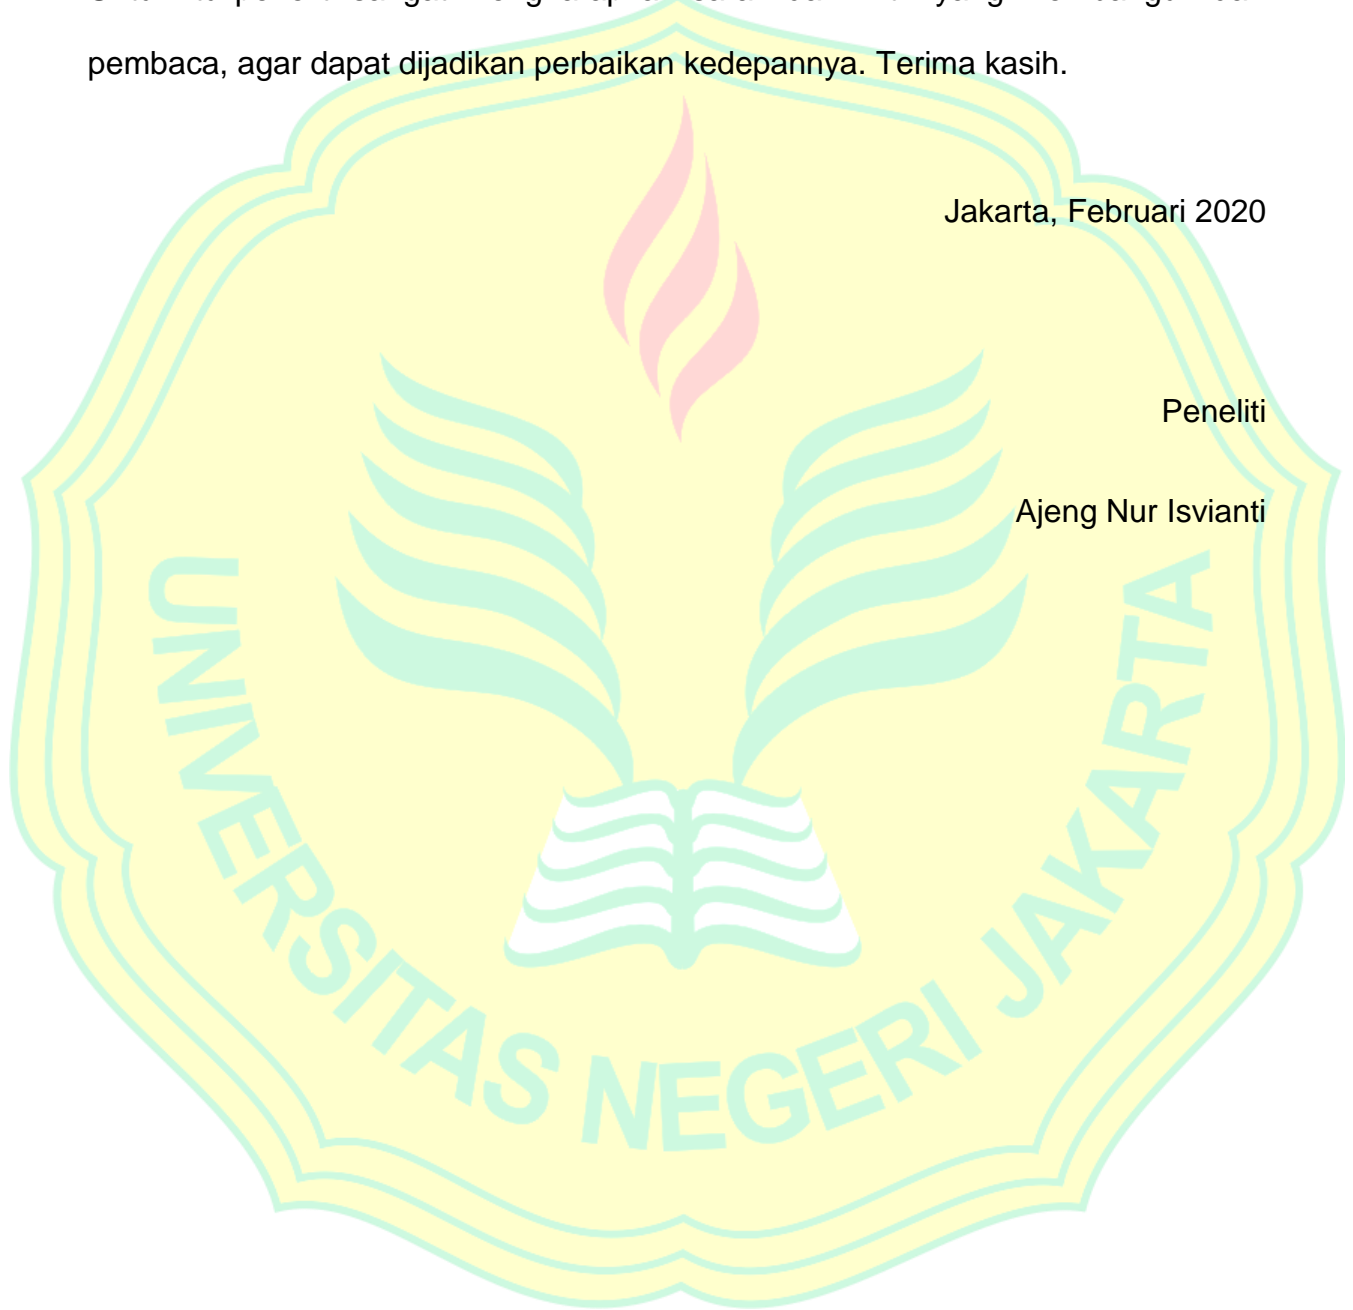 pembaca, agar dapat dijadikan perbaikan kedepannya. Terima kasih.
Jakarta, Februari 2020
Peneliti
Ajeng Nur Isvianti
UNIVERSITAS NEGERI JAKARTA